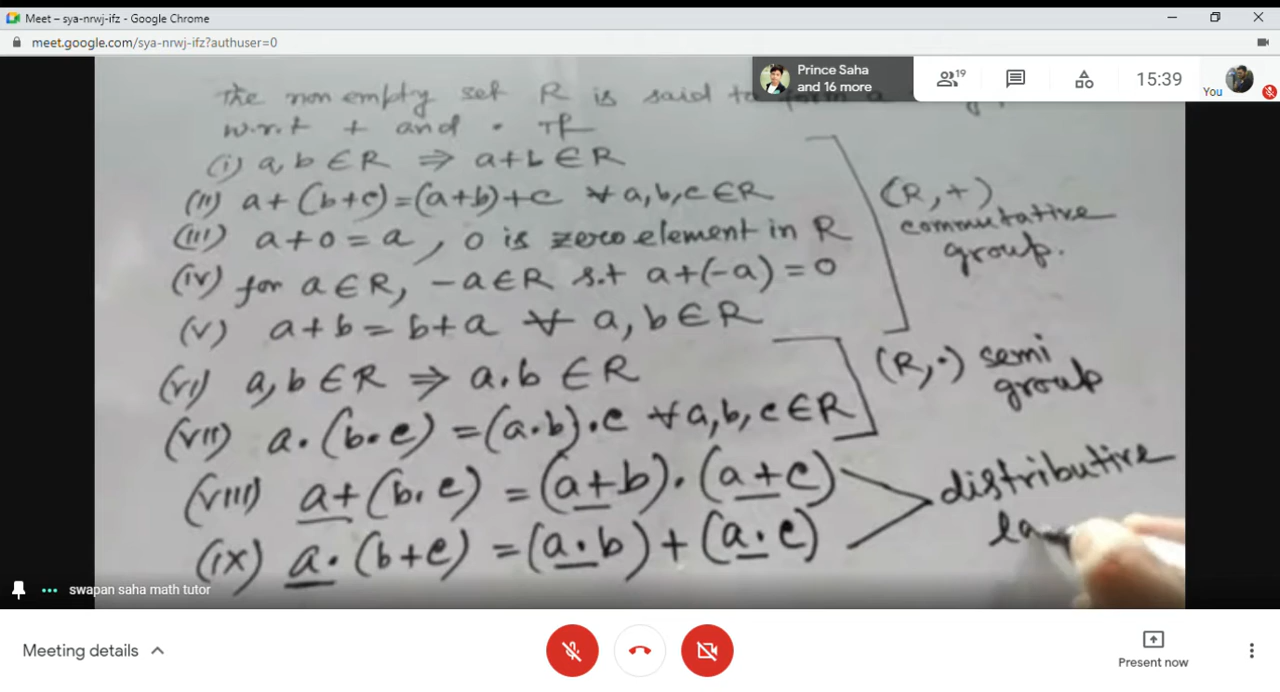 Meet – sya-nrwj-ifz - Google Chrome
meet.google.com/sya-nrwj-ifz?authuser=0
Prince Saha
and 16 more
19
15:39
You
The non empty set R is said to
w.r.t + and · If
(i) a, b ∈ R ⇒ a+b ∈ R
(ii) a+(b+c)=(a+b)+c ∀ a,b,c ∈ R
(iii) a+0=a, 0 is zero element in R
(iv) for a ∈ R, -a ∈ R s.t a+(-a)=0
(v) a+b=b+a ∀ a, b ∈ R
(R, +)
commutative
group.
(vi) a, b ∈ R ⇒ a.b ∈ R
(vii) a.(b.c)=(a.b).c ∀ a, b, c ∈ R
(R, ·) semi
group
(viii) a+(b.c)=(a+b).(a+c)
(ix) a.(b+c)=(a.b)+(a.c)
distributive
la
swapan saha math tutor
Meeting details
Present now